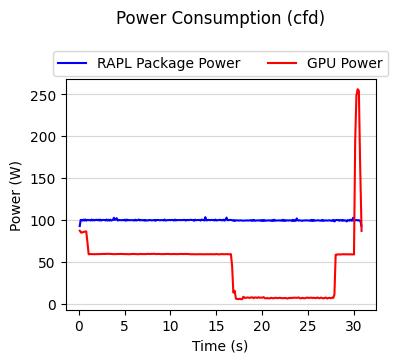 Power Consumption (cfd)
RAPL Package Power GPU Power
250
200
150
100
50
0
Power (W)
0 5 10 15 20 25 30
Time (s)